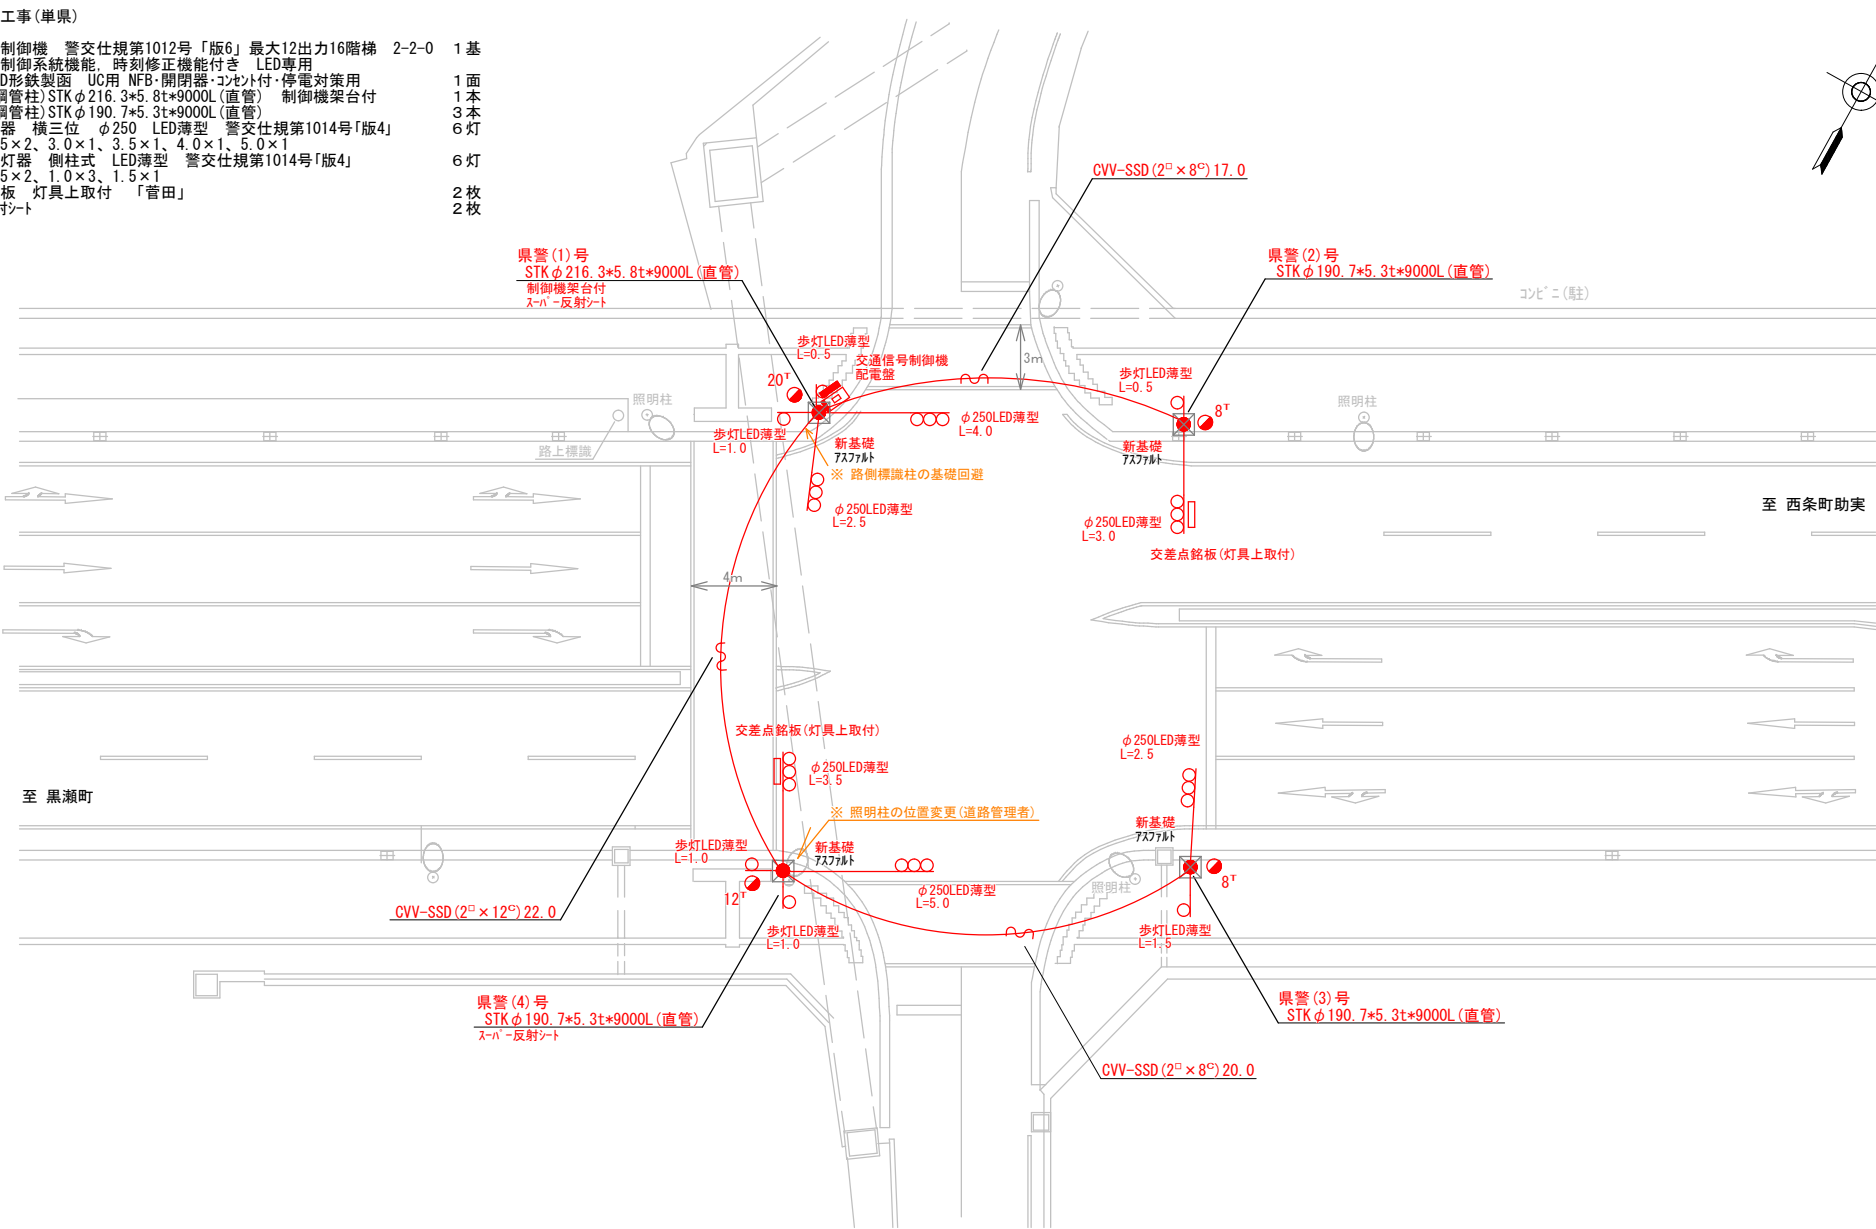 工事(単県)
制御機 警交仕規第1012号「版6」最大12出力16階梯 2-2-0 1基
制御系統機能、時刻修正機能付き LED専用
D形鉄製函 UC用 NFB・開閉器・コンセント付・停電対策用 1面
鋼管柱)STKφ216.3*5.8t*9000L(直管) 制御機架台付 1本
鋼管柱)STKφ190.7*5.3t*9000L(直管) 3本
器 横三位 φ250 LED薄型 警交仕規第1014号「版4」 6灯
5×2、3.0×1、3.5×1、4.0×1、5.0×1
灯器 側柱式 LED薄型 警交仕規第1014号「版4」 6灯
5×2、1.0×3、1.5×1
板 灯具上取付 「菅田」 2枚
射シート 2枚
CVV-SSD(2□×8C)17.0
県警(1)号
STKφ216.3*5.8t*9000L(直管)
制御機架台付
スーパー反射シート
県警(2)号
STKφ190.7*5.3t*9000L(直管)
コンビニ(駐)
歩灯LED薄型
L=0.5
交通信号制御機
配電盤
3m
歩灯LED薄型
L=0.5
20T
照明柱
照明柱
8T
φ250LED薄型
L=4.0
歩灯LED薄型
L=1.0
新基礎
アスファルト
新基礎
アスファルト
路上標識
※ 路側標識柱の基礎回避
φ250LED薄型
L=2.5
φ250LED薄型
L=3.0
至 西条町助実
交差点銘板(灯具上取付)
4m
交差点銘板(灯具上取付)
φ250LED薄型
L=3.5
φ250LED薄型
L=2.5
至 黒瀬町
※ 照明柱の位置変更(道路管理者)
歩灯LED薄型
L=1.0
新基礎
アスファルト
新基礎
アスファルト
12T
φ250LED薄型
L=5.0
照明柱
8T
CVV-SSD(2□×12C)22.0
歩灯LED薄型
L=1.0
歩灯LED薄型
L=1.5
県警(4)号
STKφ190.7*5.3t*9000L(直管)
スーパー反射シート
県警(3)号
STKφ190.7*5.3t*9000L(直管)
CVV-SSD(2□×8C)20.0